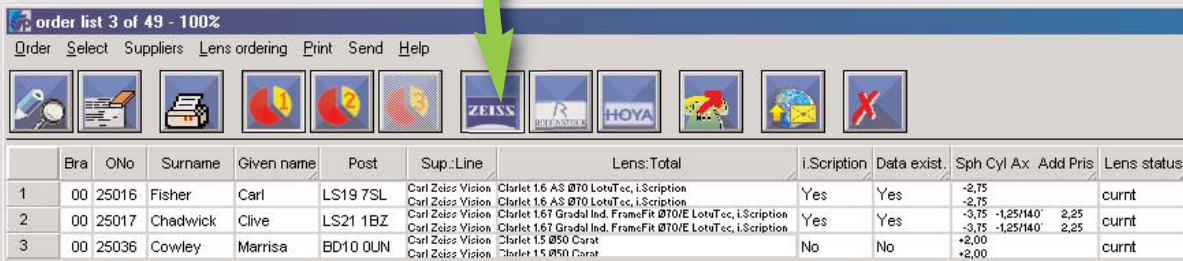 order list 3 of 49 - 100%
Order Select Suppliers Lens ordering Print Send Help
1 2 3 ZEISS R RODENSTOCK HOYA
Bra ONo Surname Given name Post Sup.:Line Lens:Total i.Scription Data exist. Sph Cyl Ax Add Pris Lens status
1 00 25016 Fisher Carl LS19 7SL Carl Zeiss Vision Clarlet 1.6 AS Ø70 LotuTec, i.Scription Yes Yes -2,75 curnt
Carl Zeiss Vision Clarlet 1.6 AS Ø70 LotuTec, i.Scription -2,75
2 00 25017 Chadwick Clive LS21 1BZ Carl Zeiss Vision Clarlet 1.67 Gradal Ind. FrameFit Ø70/E LotuTec, i.Scription Yes Yes -3,75 -1,25/140° 2,25 curnt
Carl Zeiss Vision Clarlet 1.67 Gradal Ind. FrameFit Ø70/E LotuTec, i.Scription -3,75 -1,25/140° 2,25
3 00 25036 Cowley Marrisa BD10 0UN Carl Zeiss Vision Clarlet 1.5 Ø50 Carat No No +2,00 curnt
Carl Zeiss Vision Clarlet 1.5 Ø50 Carat +2,00